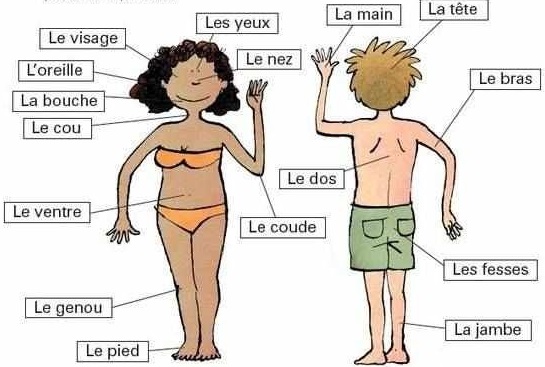 Les yeux
Le visage
Le nez
L'oreille
La bouche
Le cou
Le ventre
Le coude
Le genou
Le pied
La main
La tête
Le bras
Le dos
Les fesses
La jambe